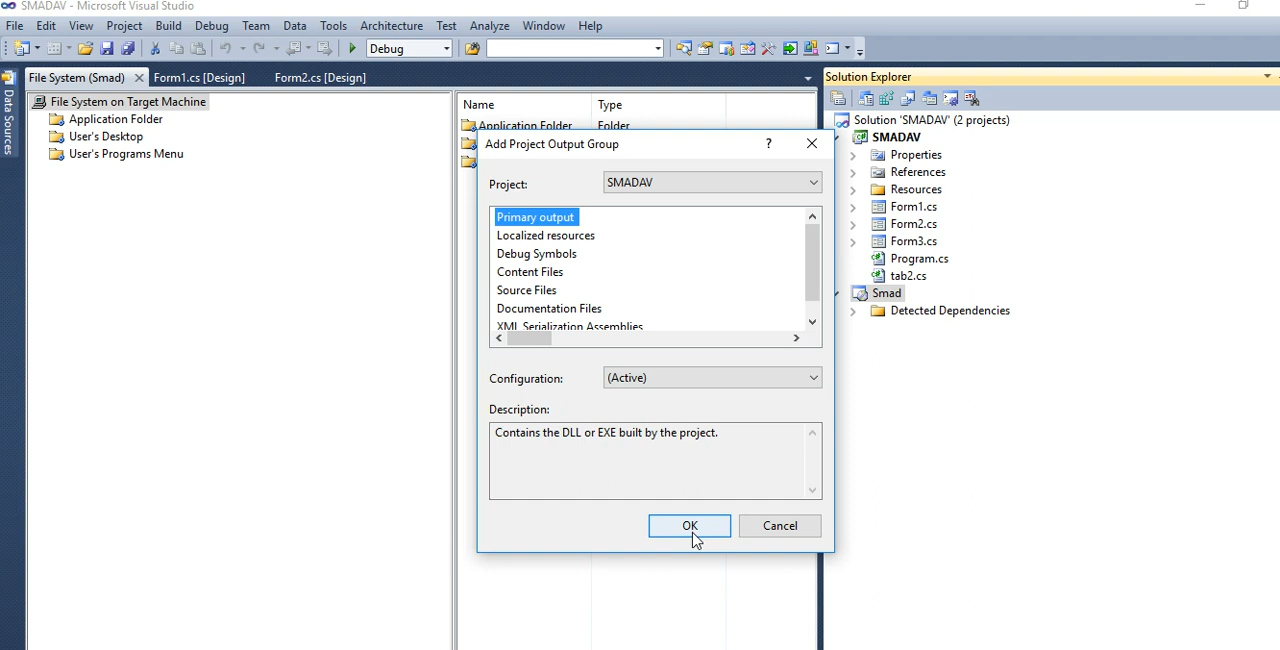 SMADAV - Microsoft Visual Studio
File Edit View Project Build Debug Team Data Tools Architecture Test Analyze Window Help
Debug
Data Sources
File System (Smad) Form1.cs [Design] Form2.cs [Design]
File System on Target Machine
Application Folder
User's Desktop
User's Programs Menu
Name Type
Application Folder Folder
Add Project Output Group ?
Project: SMADAV
Primary output
Localized resources
Debug Symbols
Content Files
Source Files
Documentation Files
XML Serialization Assemblies
Configuration: (Active)
Description:
Contains the DLL or EXE built by the project.
OK Cancel
Solution Explorer
Solution 'SMADAV' (2 projects)
SMADAV
Properties
References
Resources
Form1.cs
Form2.cs
Form3.cs
Program.cs
tab2.cs
Smad
Detected Dependencies